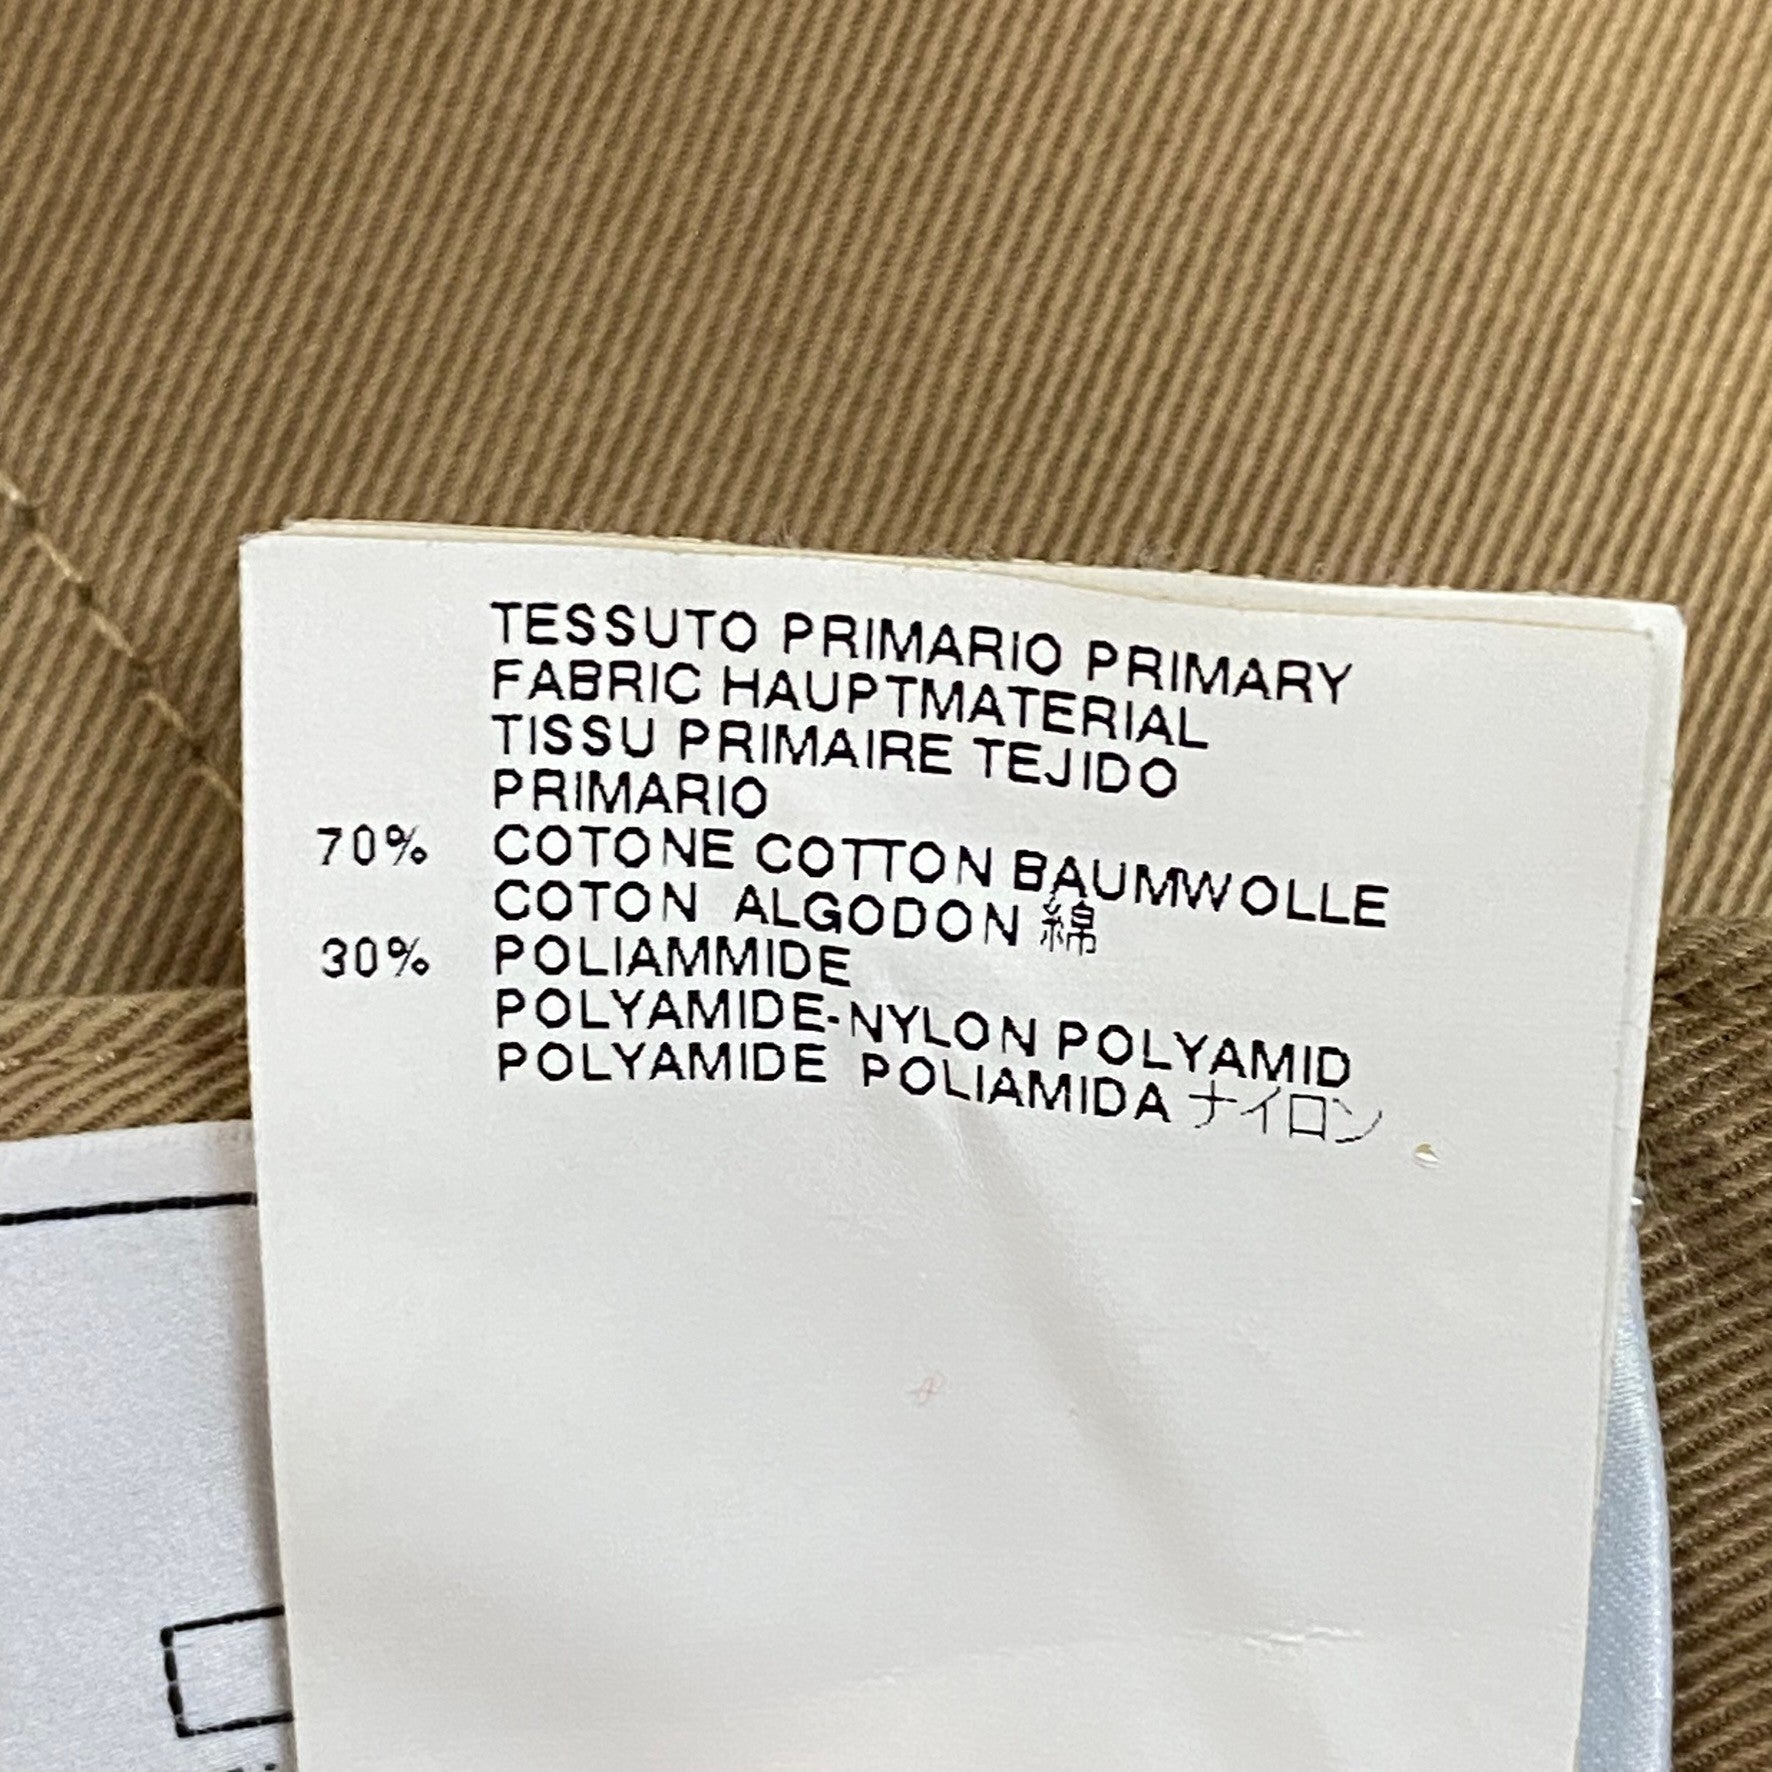 TESSUTO PRIMARIO PRIMARY
FABRIC HAUPTMATERIAL
TISSU PRIMAIRE TEJIDO
PRIMARIO
70% COTONE COTTON BAUMWOLLE
COTON ALGODON 綿
30% POLIAMMIDE
POLYAMIDE-NYLON POLYAMID
POLYAMIDE POLIAMIDA ナイロン